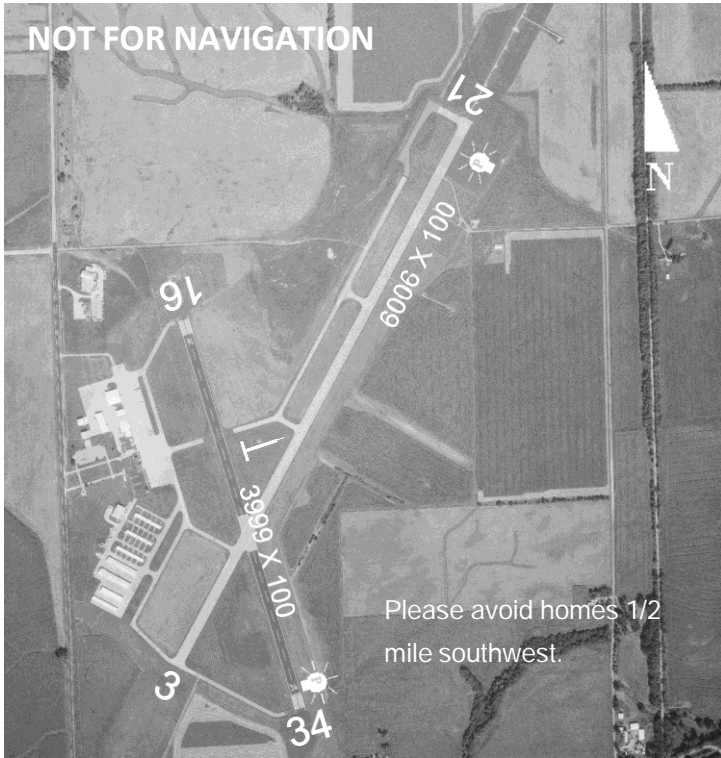 NOT FOR NAVIGATION
21
N
6006 X 100
16
3999 X 100
Please avoid homes 1/2
mile southwest.
3
34
P
P